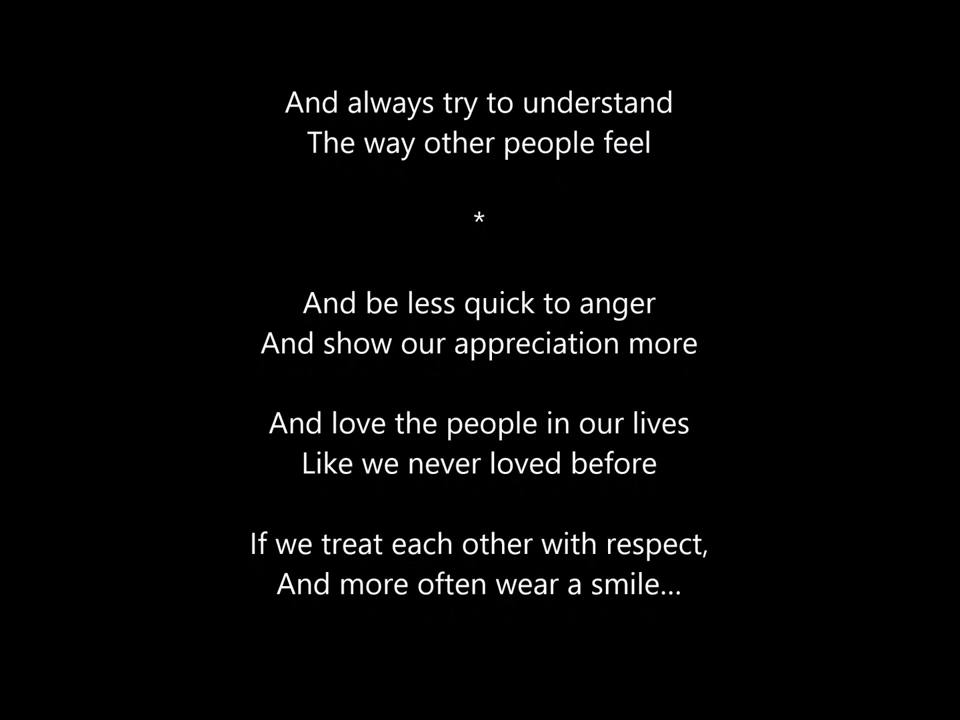 And always try to understand
The way other people feel
*
And be less quick to anger
And show our appreciation more
And love the people in our lives
Like we never loved before
If we treat each other with respect,
And more often wear a smile...